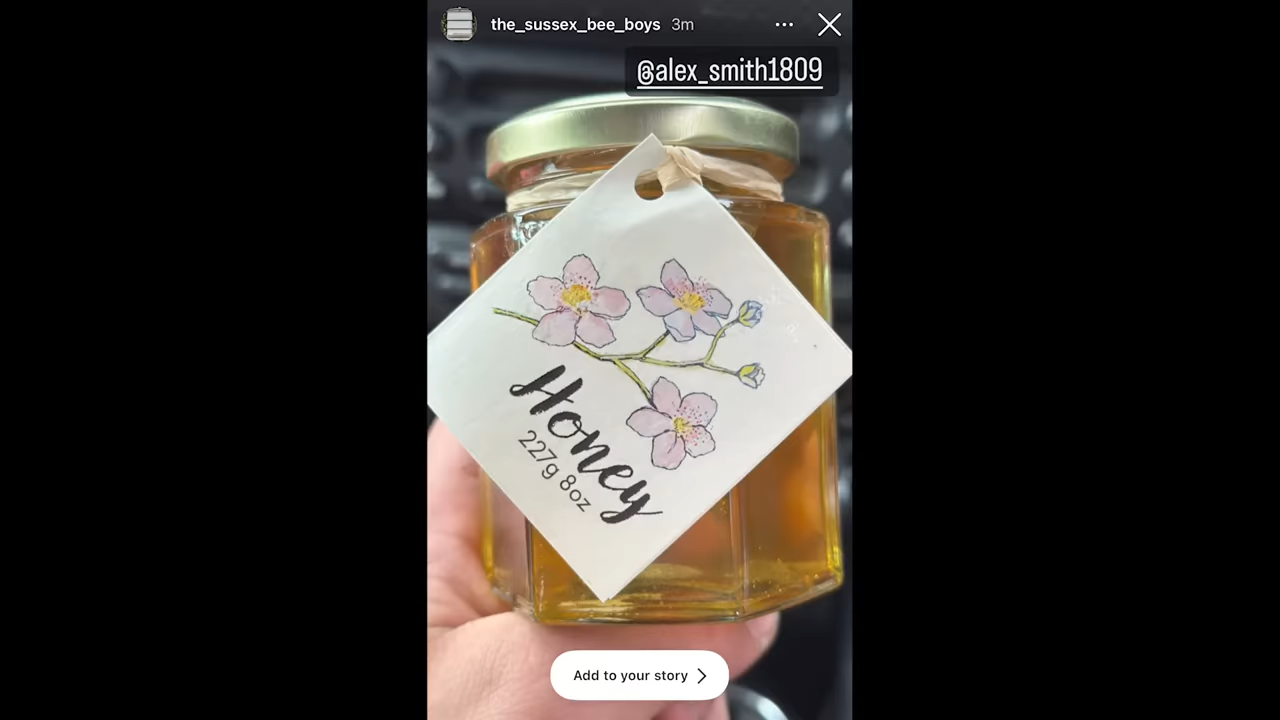 the_sussex_bee_boys 3m
@alex_smith1809
Honey
227g 8oz
Add to your story